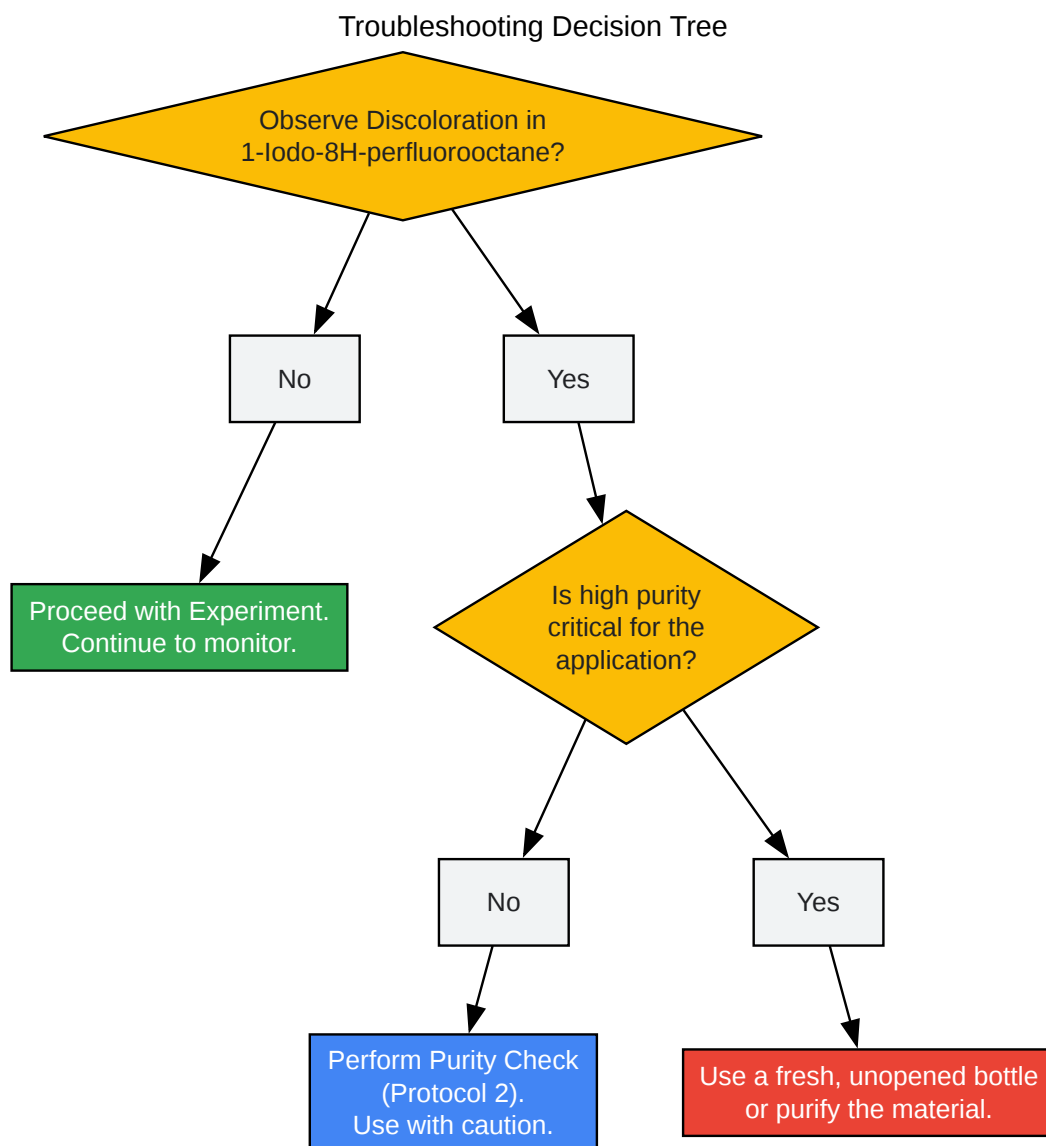 Troubleshooting Decision Tree
Observe Discoloration in
1-Iodo-8H-perfluorooctane?
No
Yes
Proceed with Experiment.
Continue to monitor.
Is high purity
critical for the
application?
No
Yes
Perform Purity Check
(Protocol 2).
Use with caution.
Use a fresh, unopened bottle
or purify the material.